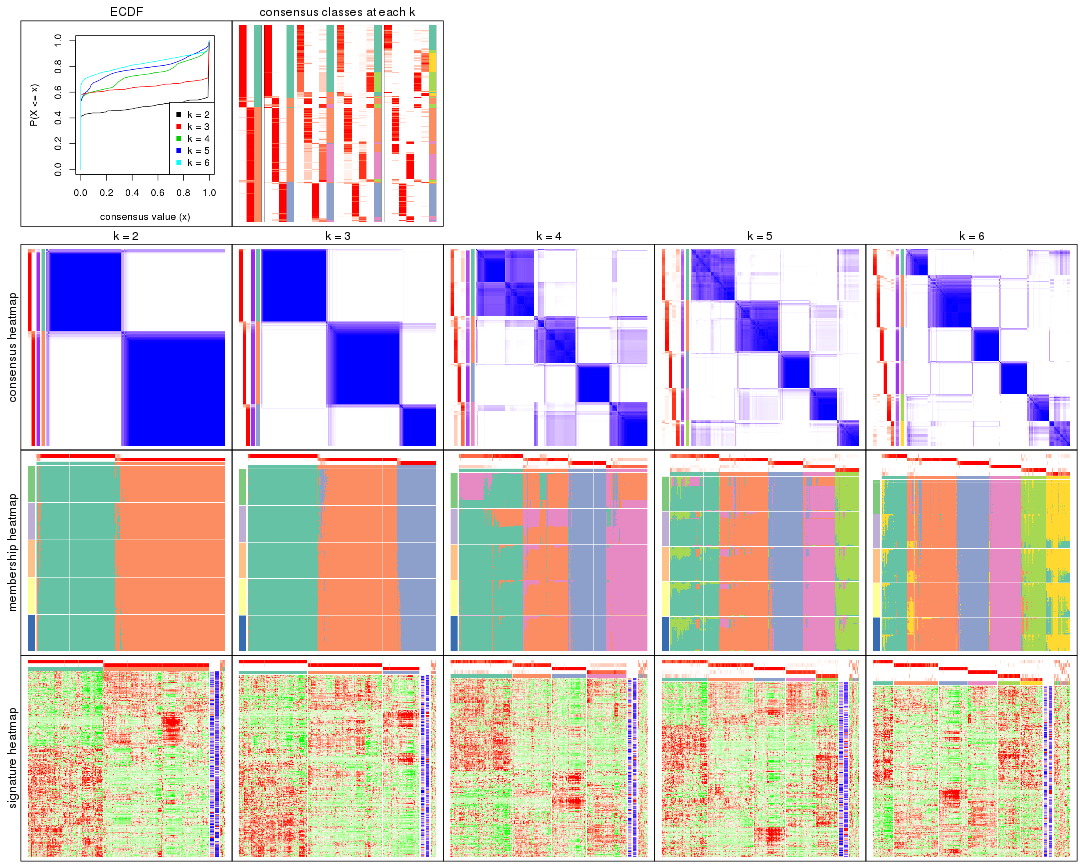 ECDF
consensus classes at each k
P(X <= x)
0.0 0.2 0.4 0.6 0.8 1.0
k = 2
k = 3
k = 4
k = 5
k = 6
0.0 0.2 0.4 0.6 0.8 1.0
consensus value (x)
k = 2 k = 3 k = 4 k = 5 k = 6
consensus heatmap
membership heatmap
signature heatmap